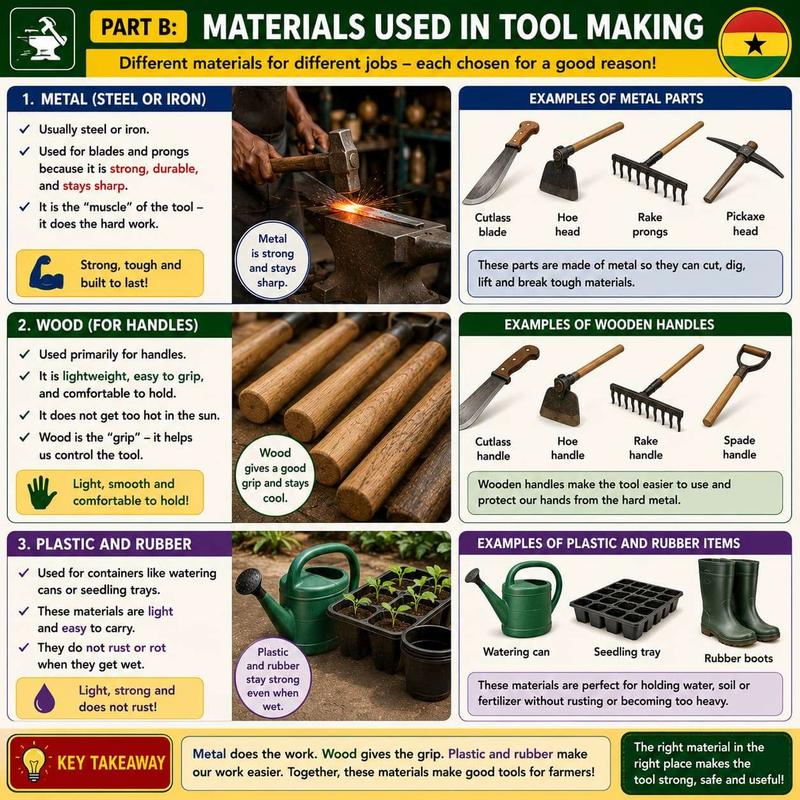 PART B: MATERIALS USED IN TOOL MAKING
Different materials for different jobs – each chosen for a good reason!
1. METAL (STEEL OR IRON)
✓ Usually steel or iron.
✓ Used for blades and prongs
because it is strong, durable,
and stays sharp.
✓ It is the “muscle” of the tool –
it does the hard work.
Strong, tough and
built to last!
Metal
is strong
and stays
sharp.
EXAMPLES OF METAL PARTS
Cutlass
blade
Hoe
head
Rake
prongs
Pickaxe
head
These parts are made of metal so they can cut, dig,
lift and break tough materials.
2. WOOD (FOR HANDLES)
✓ Used primarily for handles.
✓ It is lightweight, easy to grip,
and comfortable to hold.
✓ It does not get too hot in the sun.
✓ Wood is the “grip” – it helps
us control the tool.
Light, smooth and
comfortable to hold!
Wood
gives a good
grip and stays
cool.
EXAMPLES OF WOODEN HANDLES
Cutlass
handle
Hoe
handle
Rake
handle
Spade
handle
Wooden handles make the tool easier to use and
protect our hands from the hard metal.
3. PLASTIC AND RUBBER
✓ Used for containers like watering
cans or seedling trays.
✓ These materials are light
and easy to carry.
✓ They do not rust or rot
when they get wet.
Light, strong and
does not rust!
Plastic
and rubber
stay strong
even when
wet.
EXAMPLES OF PLASTIC AND RUBBER ITEMS
Watering can
Seedling tray
Rubber boots
These materials are perfect for holding water, soil or
fertilizer without rusting or becoming too heavy.
KEY TAKEAWAY
Metal does the work. Wood gives the grip. Plastic and rubber make
our work easier. Together, these materials make good tools for farmers!
The right material in the
right place makes the
tool strong, safe and useful!